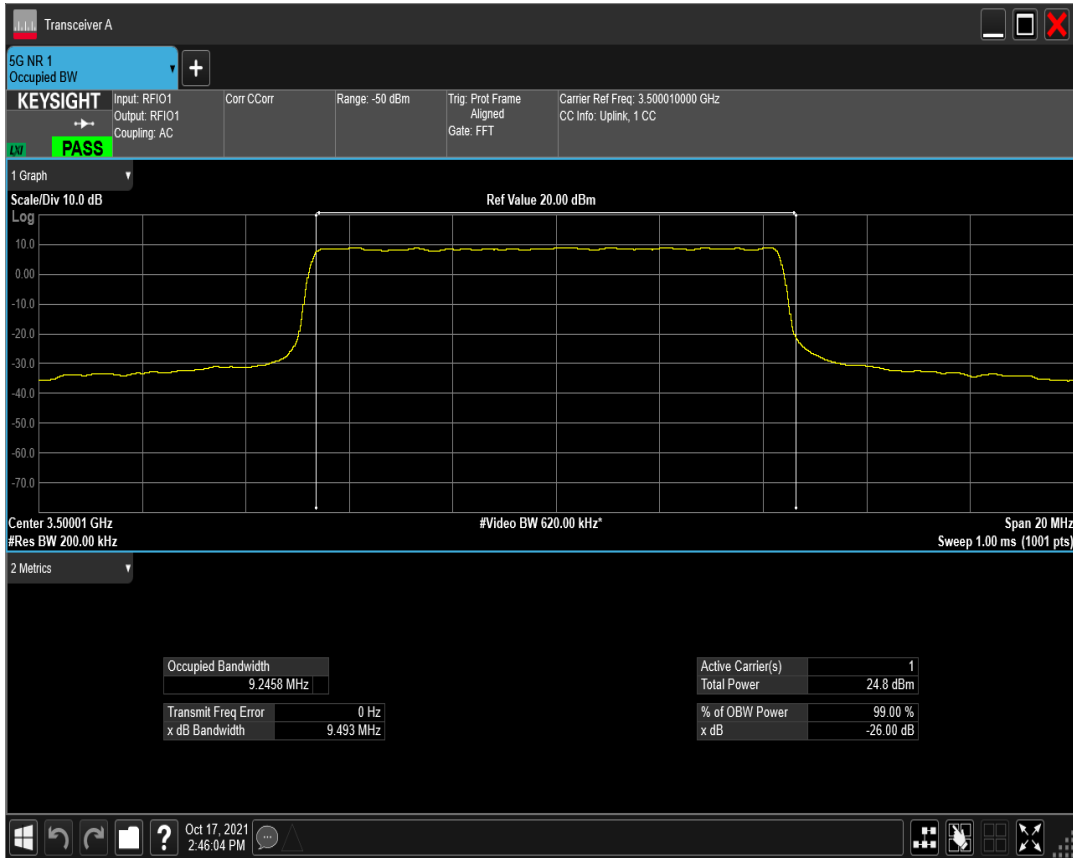 Transceiver A
5G NR 1
Occupied BW
KEYSIGHT
LXI
PASS
Input: RFIO1
Output: RFIO1
Coupling: AC
Corr CCorr
Range: -50 dBm
Trig: Prot Frame
Aligned
Gate: FFT
Carrier Ref Freq: 3.500010000 GHz
CC Info: Uplink, 1 CC
1 Graph
Scale/Div 10.0 dB
Ref Value 20.00 dBm
Log
10.0
0.00
-10.0
-20.0
-30.0
-40.0
-50.0
-60.0
-70.0
Center 3.50001 GHz
#Video BW 620.00 kHz*
Span 20 MHz
#Res BW 200.00 kHz
Sweep 1.00 ms (1001 pts)
2 Metrics
Occupied Bandwidth
9.2458 MHz
Transmit Freq Error 0 Hz
x dB Bandwidth 9.493 MHz
Active Carrier(s) 1
Total Power 24.8 dBm
% of OBW Power 99.00 %
x dB -26.00 dB
Oct 17, 2021
2:46:04 PM